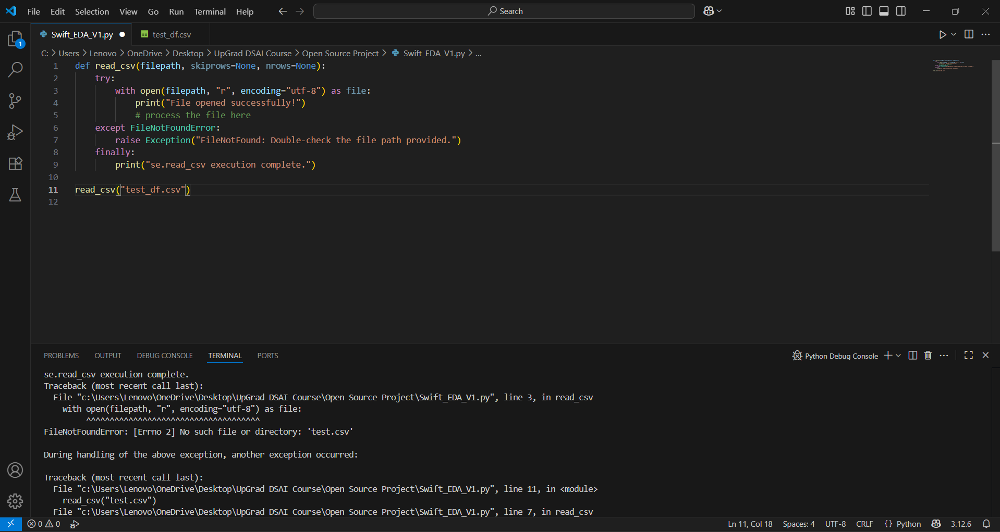 File Edit Selection View Go Run Terminal Help
Search
Swift_EDA_V1.py
test_df.csv
1
C: > Users > Lenovo > OneDrive > Desktop > UpGrad DSAI Course > Open Source Project > Swift_EDA_V1.py > ...
1 def read_csv(filepath, skiprows=None, nrows=None):
2 try:
3 with open(filepath, "r", encoding="utf-8") as file:
4 print("File opened successfully!")
5 # process the file here
6 except FileNotFoundError:
7 raise Exception("FileNotFound: Double-check the file path provided.")
8 finally:
9 print("se.read_csv execution complete.")
10
11 read_csv("test_df.csv")
12
PROBLEMS OUTPUT DEBUG CONSOLE TERMINAL PORTS
Python Debug Console
se.read_csv execution complete.
Traceback (most recent call last):
File "c:\Users\Lenovo\OneDrive\Desktop\UpGrad DSAI Course\Open Source Project\Swift_EDA_V1.py", line 3, in read_csv
with open(filepath, "r", encoding="utf-8") as file:
^^^^^^^^^^^^^^^^^^^^^^^^^^^^^^^^^^^^^
FileNotFoundError: [Errno 2] No such file or directory: 'test.csv'
During handling of the above exception, another exception occurred:
Traceback (most recent call last):
File "c:\Users\Lenovo\OneDrive\Desktop\UpGrad DSAI Course\Open Source Project\Swift_EDA_V1.py", line 11, in <module>
read_csv("test.csv")
File "c:\Users\Lenovo\OneDrive\Desktop\UpGrad DSAI Course\Open Source Project\Swift_EDA_V1.py", line 7, in read_csv
0 0
Ln 11, Col 18 Spaces: 4 UTF-8 CRLF {} Python 3.12.6